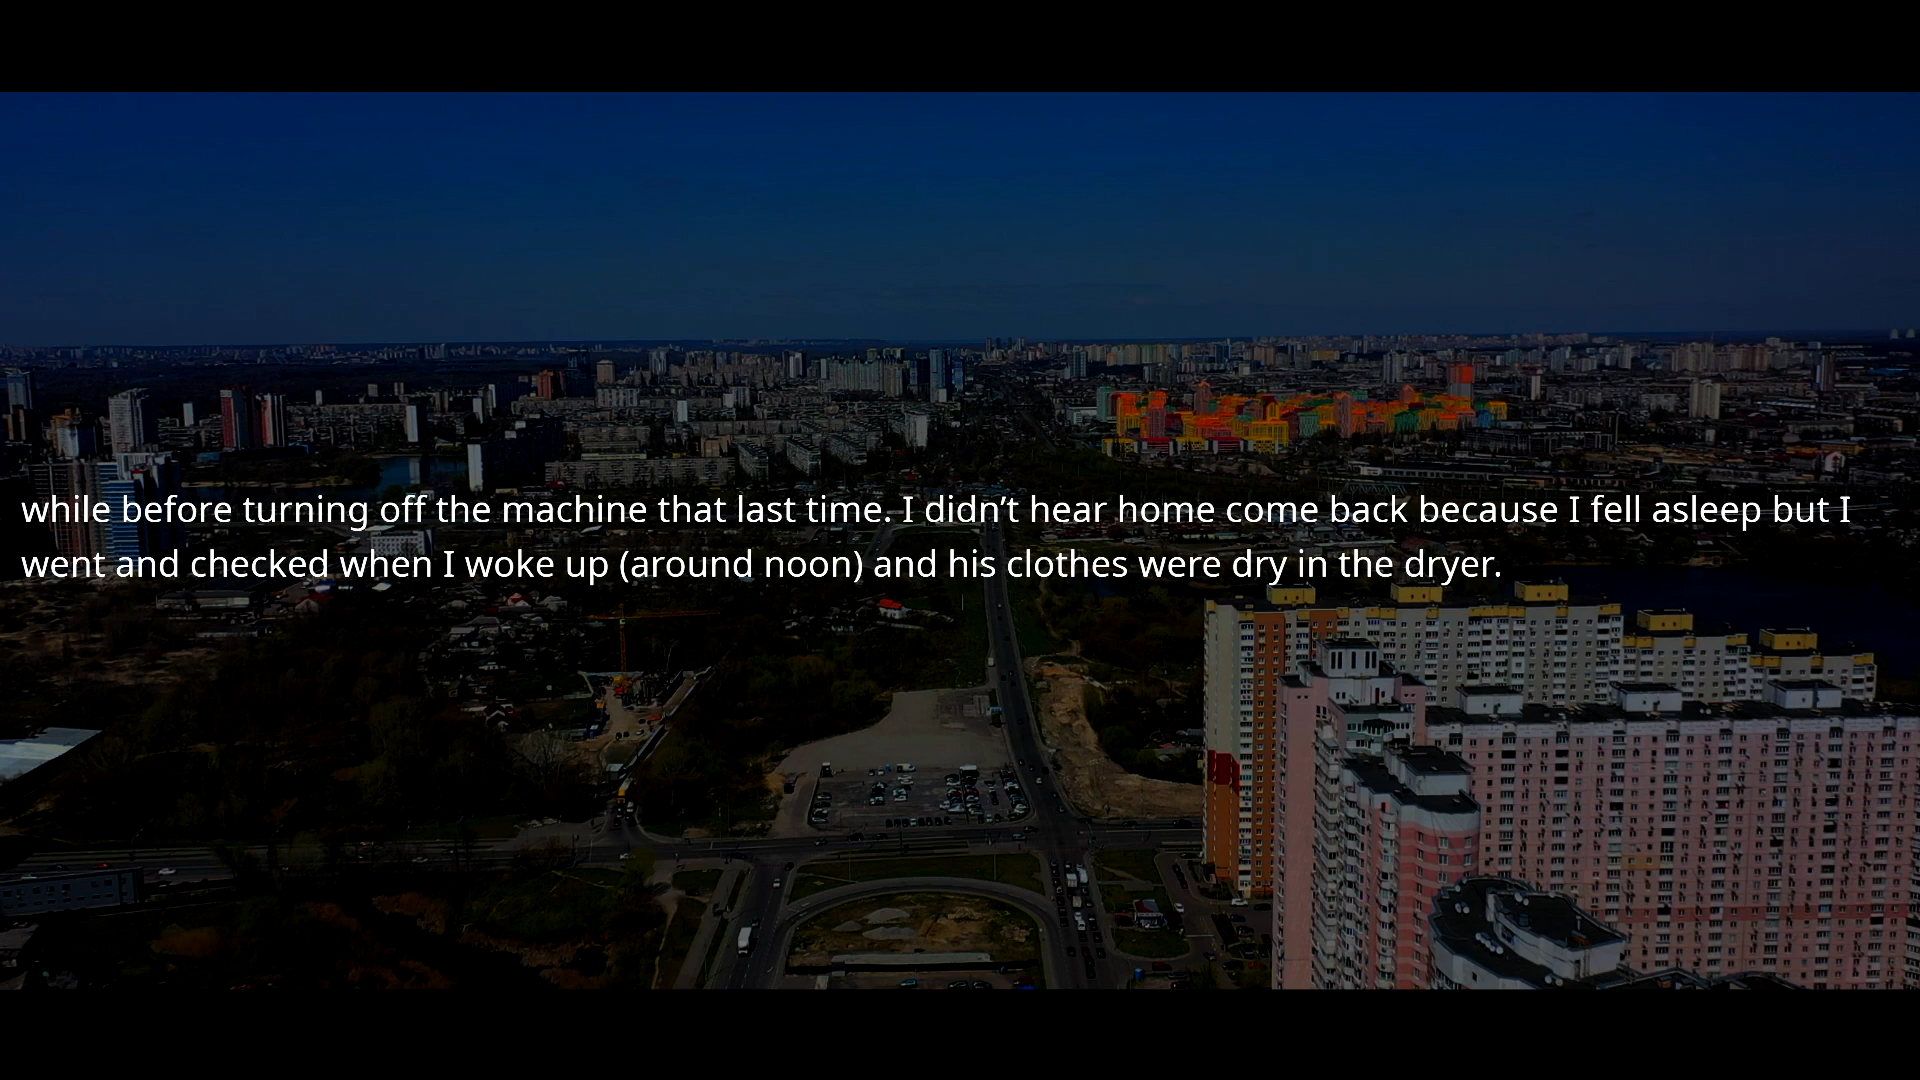 while before turning off the machine that last time. I didn’t hear home come back because I fell asleep but I
went and checked when I woke up (around noon) and his clothes were dry in the dryer.